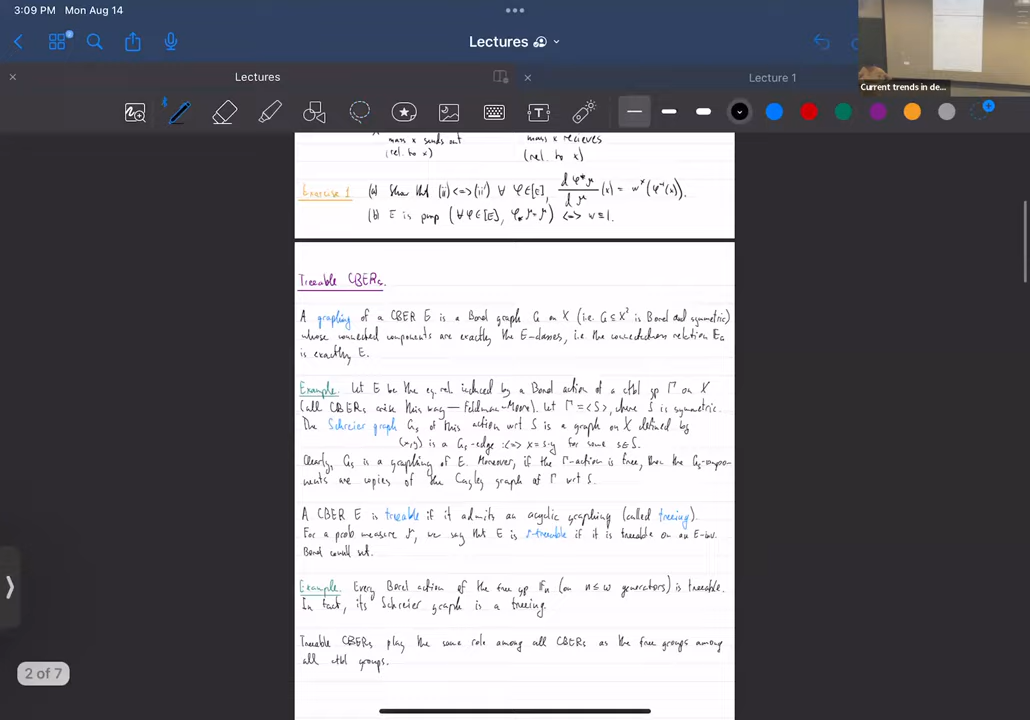 3:09 PM Mon Aug 14
Lectures
Lectures
Lecture 1
Current trends in de...
mass x sends out
mass x recieves
(rel. to x)
(rel. to x)
Exercise 1 (a) Show that (ii) <=> (ii') ∀ φ∈[E], dφ*μ/dμ (x) = w^x(φ⁻¹(x)).
(b) E is pmp (∀φ∈[E], φ*μ=μ) <=> w≡1.
Treeable CBERs.
A graphing of a CBER E is a Borel graph G on X (i.e. G ⊆ X² is Borel and symmetric)
whose connected components are exactly the E-classes, i.e the connectedness relation E_G
is exactly E.
Example. Let E be the eq. rel. induced by a Borel action of a ctbl gp Γ on X
(all CBERs arise this way — Feldman-Moore). Let Γ = <S>, where S is symmetric.
The Schreier graph G_S of this action wrt S is a graph on X defined by
(x,y) is a G_S-edge :<=> x = s·y for some s∈S.
Clearly, G_S is a graphing of E. Moreover, if the Γ-action is free, then the G_S-compo-
nents are copies of the Cayley graph of Γ wrt S.
A CBER E is treeable if it admits an acyclic graphing (called treeing).
For a prob measure μ, we say that E is μ-treeable if it is treeable on an E-inv.
Borel conull set.
Example. Every Borel action of the free gp 𝔽n (on n ≤ ω generators) is treeable.
In fact, its Schreier graph is a treeing.
Treeable CBERs play the same role among all CBERs as the free groups among
all ctbl groups.
2 of 7